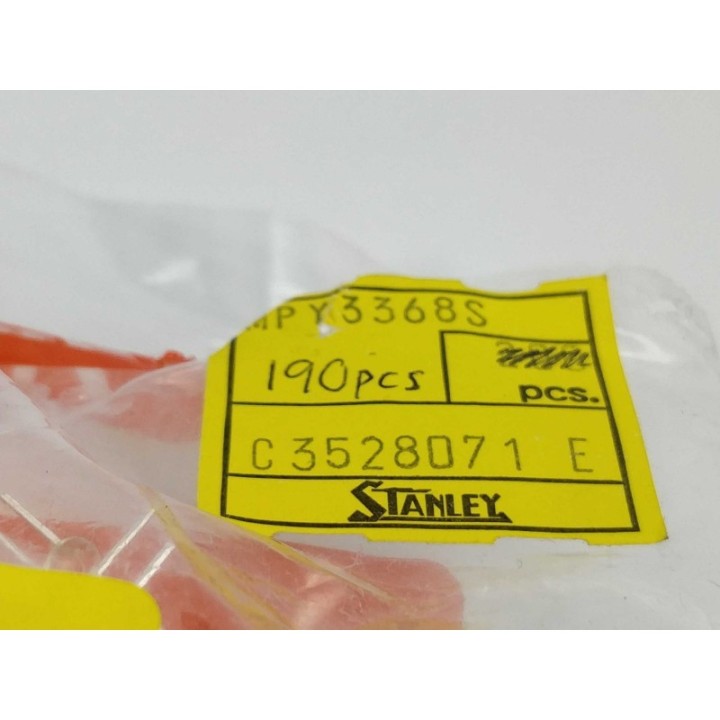 MPY3368S
190pcs
pcs.
C3528071 E
STANLEY